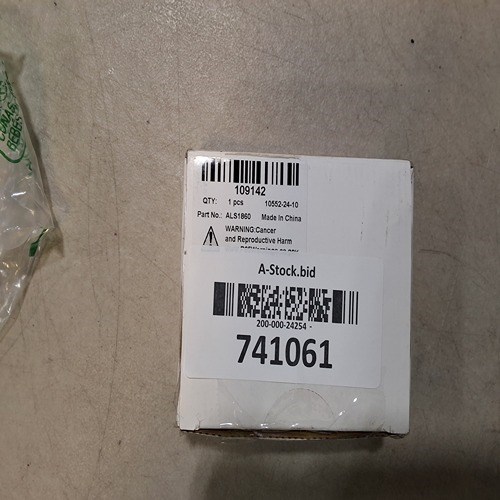 109142
QTY: 1 pcs 10552-24-10
Part No.: ALS1860 Made In China
WARNING:Cancer
and Reproductive Harm
A-Stock.bid
200-000-24254 -
741061